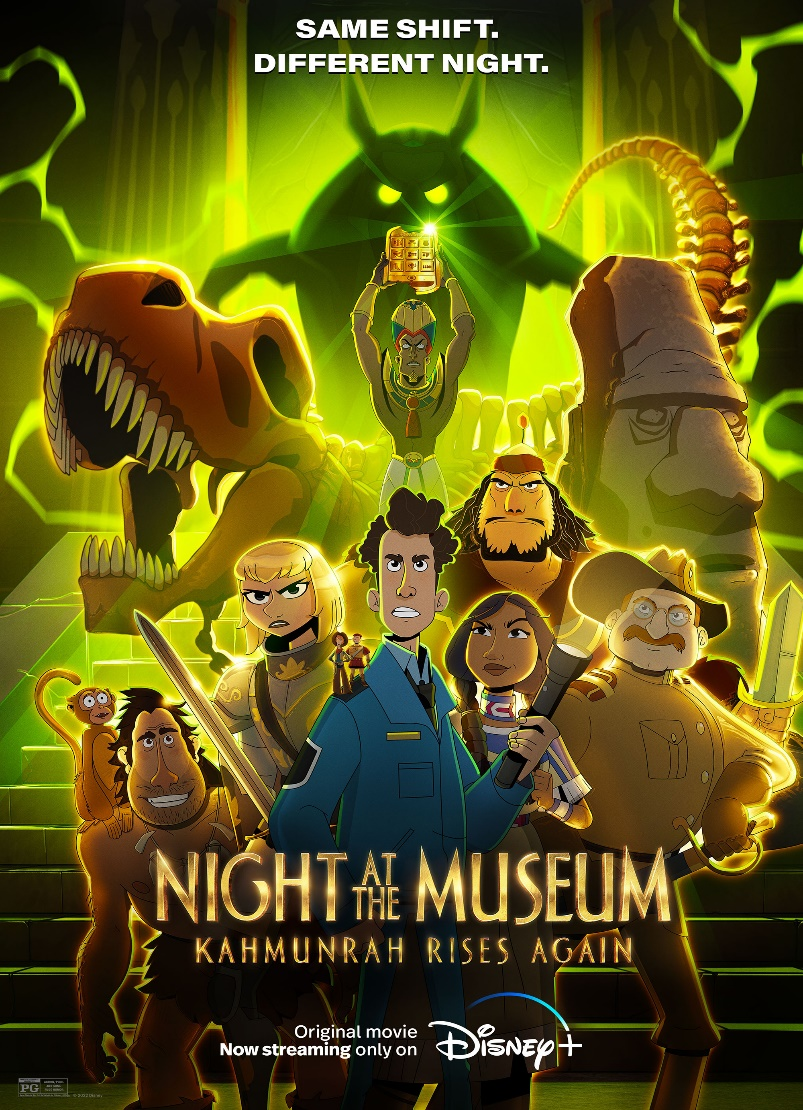 SAME SHIFT.
DIFFERENT NIGHT.
NIGHT AT THE MUSEUM
KAHMUNRAH RISES AGAIN
Original movie
Now streaming only on
Disney+
PG